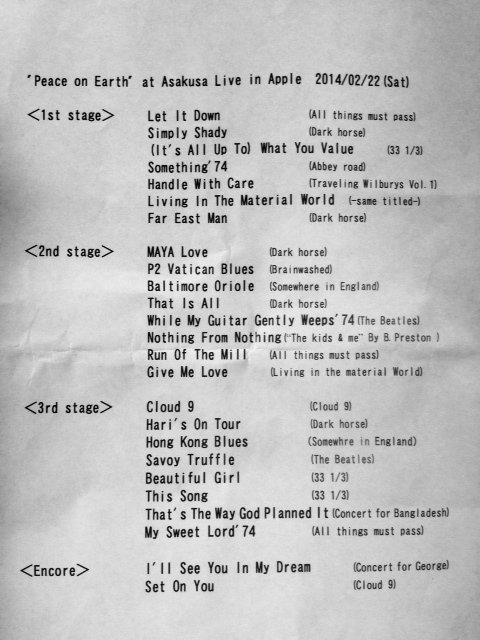 "Peace on Earth" at Asakusa Live in Apple 2014/02/22(Sat)
<1st stage> Let It Down (All things must pass)
Simply Shady (Dark horse)
(It's All Up To) What You Value (33 1/3)
Something'74 (Abbey road)
Handle With Care (Traveling Wilburys Vol.1)
Living In The Material World (-same titled-)
Far East Man (Dark horse)
<2nd stage> MAYA Love (Dark horse)
P2 Vatican Blues (Brainwashed)
Baltimore Oriole (Somewhere in England)
That Is All (Dark horse)
While My Guitar Gently Weeps'74 (The Beatles)
Nothing From Nothing ("The kids & me" By B. Preston )
Run Of The Mill (All things must pass)
Give Me Love (Living in the material World)
<3rd stage> Cloud 9 (Cloud 9)
Hari's On Tour (Dark horse)
Hong Kong Blues (Somewhre in England)
Savoy Truffle (The Beatles)
Beautiful Girl (33 1/3)
This Song (33 1/3)
That's The Way God Planned It (Concert for Bangladesh)
My Sweet Lord'74 (All things must pass)
<Encore> I'll See You In My Dream (Concert for George)
Set On You (Cloud 9)